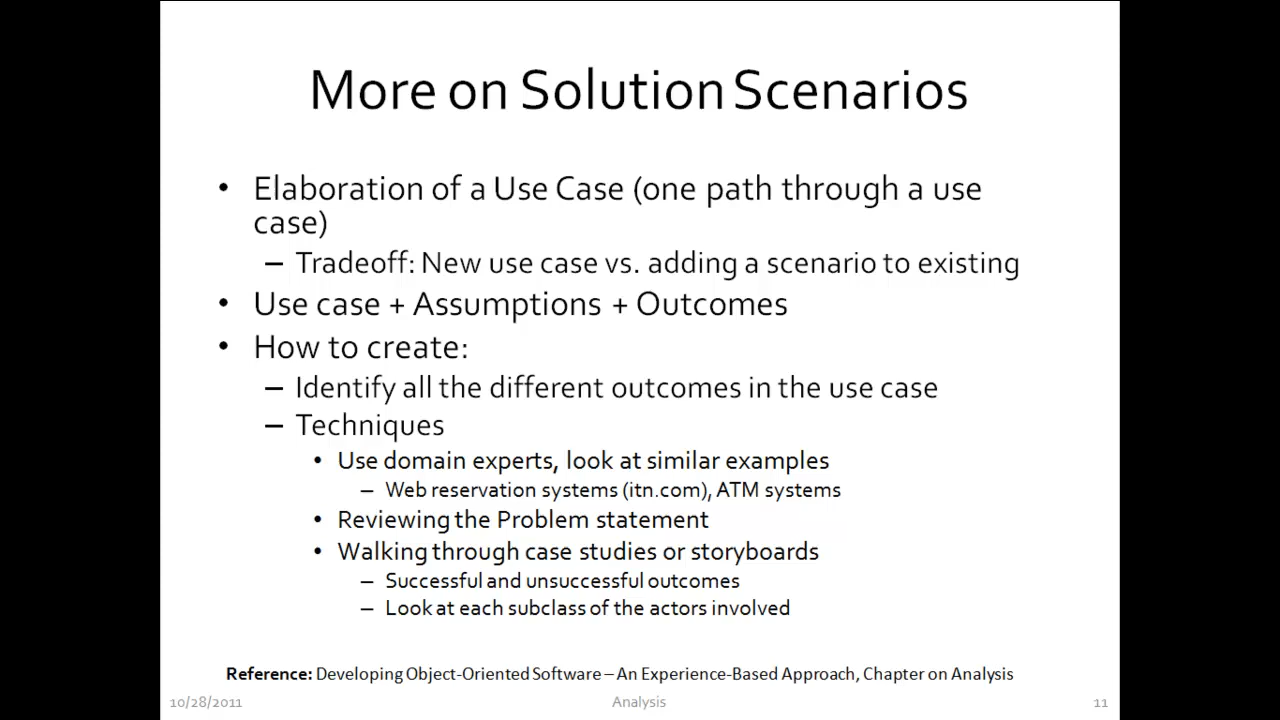 More on Solution Scenarios
• Elaboration of a Use Case (one path through a use
case)
– Tradeoff: New use case vs. adding a scenario to existing
• Use case + Assumptions + Outcomes
• How to create:
– Identify all the different outcomes in the use case
– Techniques
• Use domain experts, look at similar examples
– Web reservation systems (itn.com), ATM systems
• Reviewing the Problem statement
• Walking through case studies or storyboards
– Successful and unsuccessful outcomes
– Look at each subclass of the actors involved
Reference: Developing Object-Oriented Software – An Experience-Based Approach, Chapter on Analysis
10/28/2011 Analysis 11